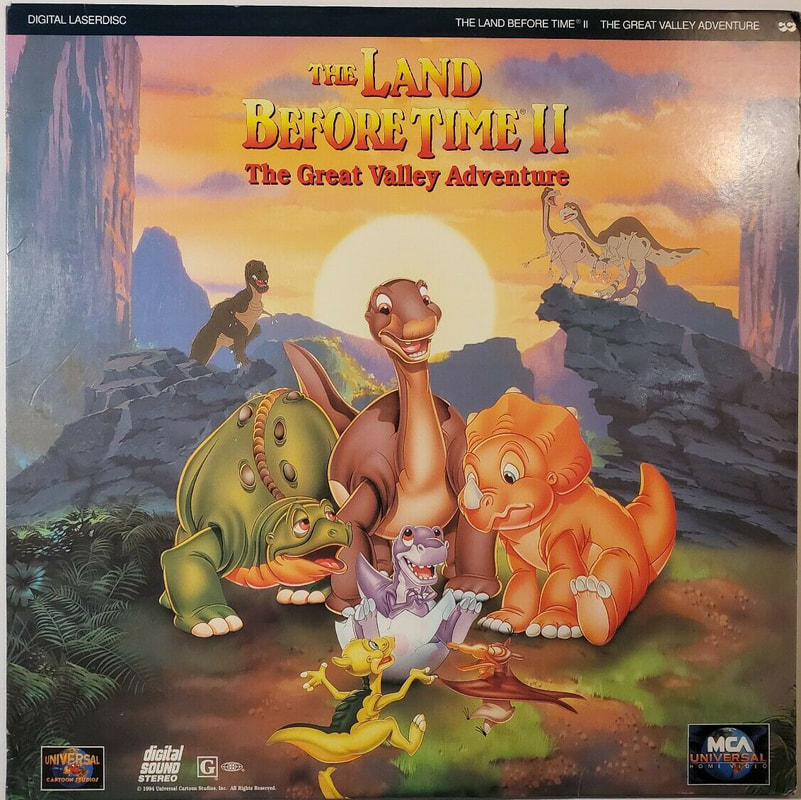 DIGITAL LASERDISC
THE LAND BEFORE TIME® II THE GREAT VALLEY ADVENTURE
THE LAND
BEFORE TIME® II
The Great Valley Adventure
UNIVERSAL
CARTOON STUDIOS
digital
SOUND
STEREO
G
© 1994 Universal Cartoon Studios, Inc. All Rights Reserved.
MCA
UNIVERSAL
HOME VIDEO